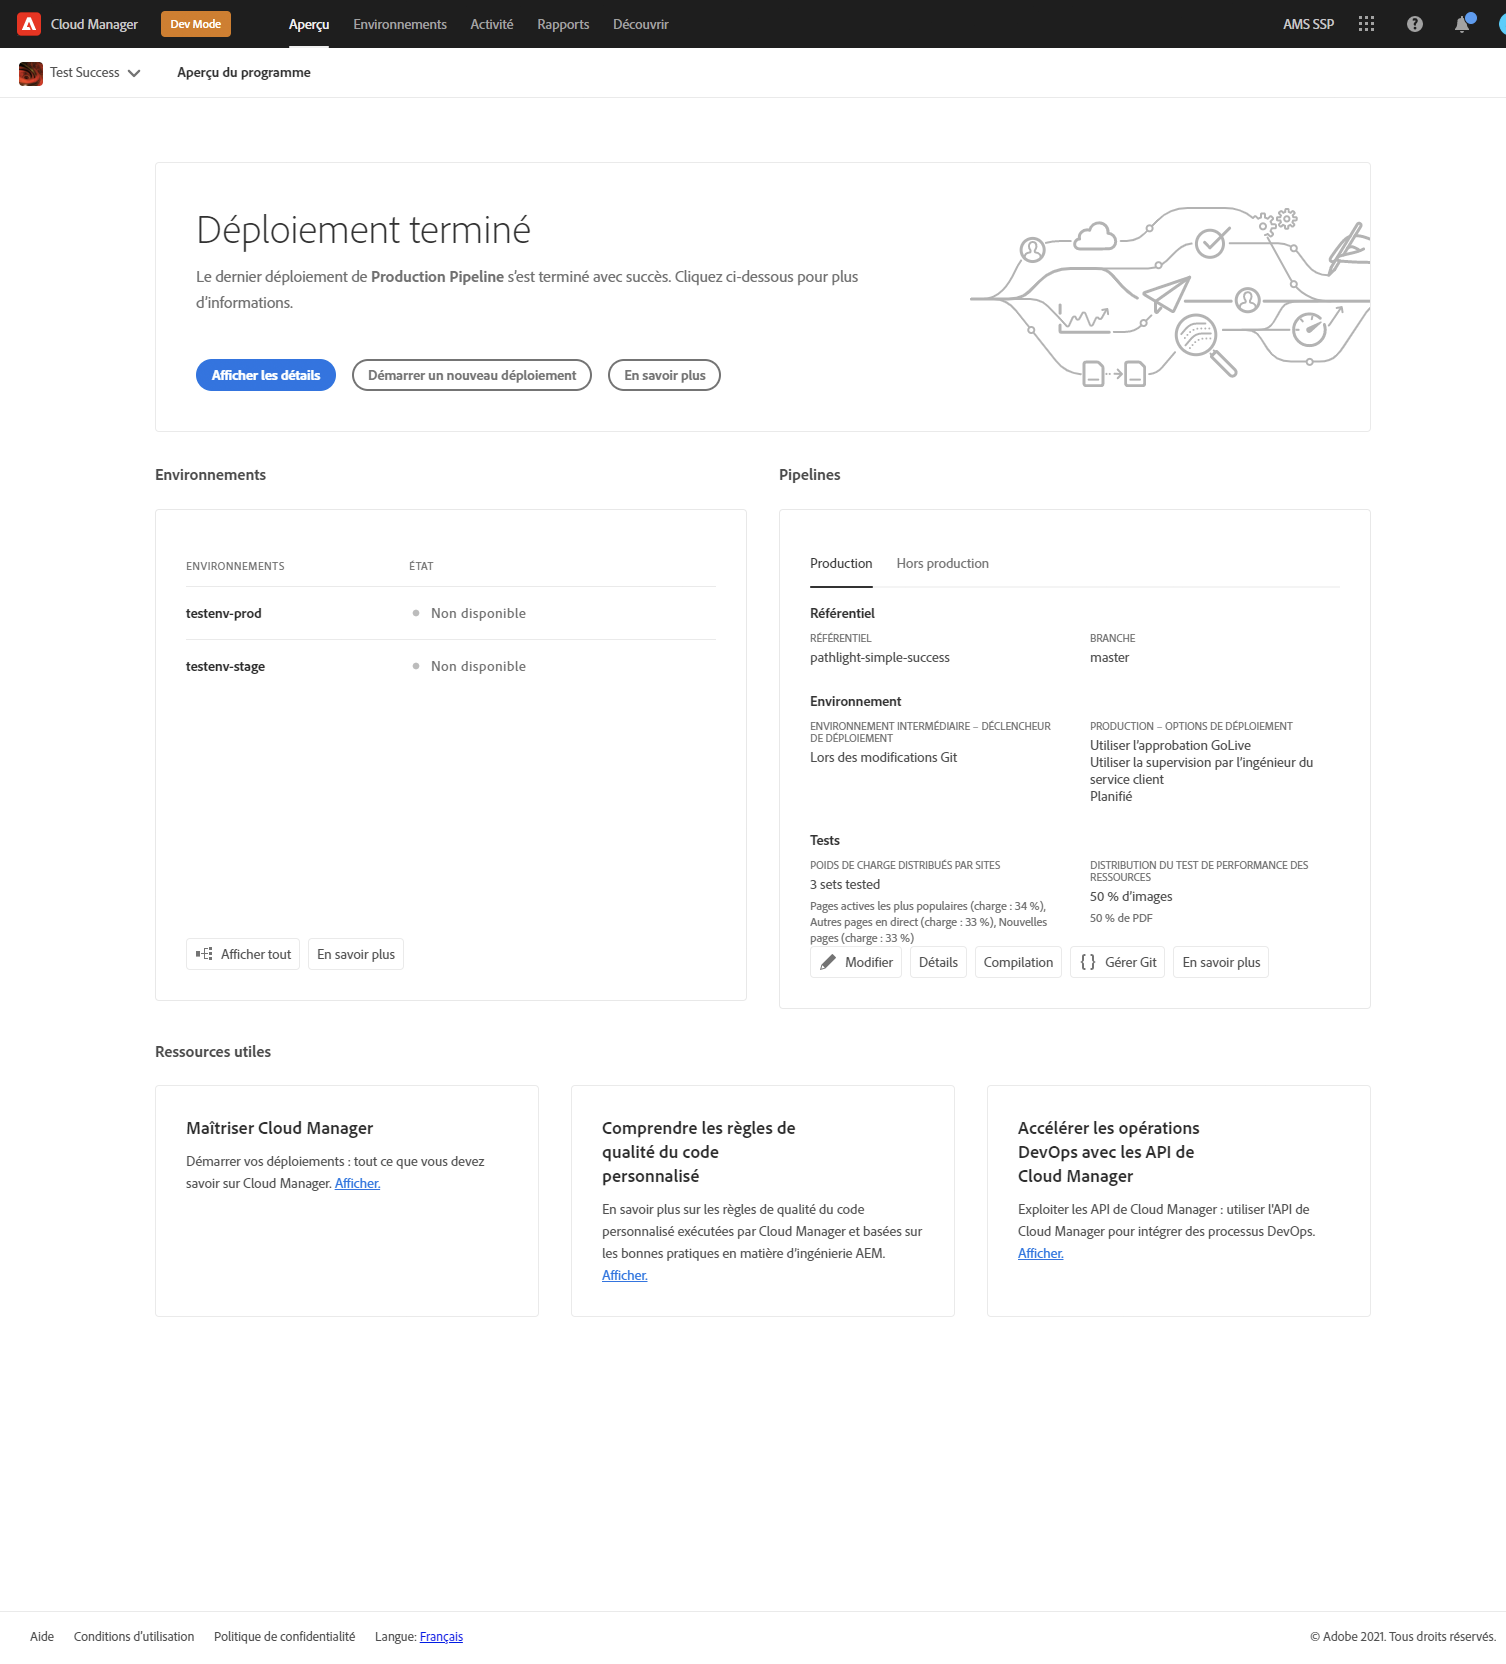 Cloud Manager Dev Mode Aperçu Environnements Activité Rapports Découvrir AMS SSP
Test Success Aperçu du programme
Déploiement terminé
Le dernier déploiement de Production Pipeline s’est terminé avec succès. Cliquez ci-dessous pour plus
d’informations.
Afficher les détails Démarrer un nouveau déploiement En savoir plus
Environnements
ENVIRONNEMENTS ÉTAT
testenv-prod Non disponible
testenv-stage Non disponible
Afficher tout En savoir plus
Pipelines
Production Hors production
Référentiel
RÉFÉRENTIEL
pathlight-simple-success
BRANCHE
master
Environnement
ENVIRONNEMENT INTERMÉDIAIRE – DÉCLENCHEUR
DE DÉPLOIEMENT
Lors des modifications Git
PRODUCTION – OPTIONS DE DÉPLOIEMENT
Utiliser l’approbation GoLive
Utiliser la supervision par l’ingénieur du
service client
Planifié
Tests
POIDS DE CHARGE DISTRIBUÉS PAR SITES
3 sets tested
Pages actives les plus populaires (charge : 34 %),
Autres pages en direct (charge : 33 %), Nouvelles
pages (charge : 33 %)
DISTRIBUTION DU TEST DE PERFORMANCE DES
RESSOURCES
50 % d’images
50 % de PDF
Modifier Détails Compilation Gérer Git En savoir plus
Ressources utiles
Maîtriser Cloud Manager
Démarrer vos déploiements : tout ce que vous devez
savoir sur Cloud Manager. Afficher.
Comprendre les règles de
qualité du code
personnalisé
En savoir plus sur les règles de qualité du code
personnalisé exécutées par Cloud Manager et basées sur
les bonnes pratiques en matière d’ingénierie AEM.
Afficher.
Accélérer les opérations
DevOps avec les API de
Cloud Manager
Exploiter les API de Cloud Manager : utiliser l’API de
Cloud Manager pour intégrer des processus DevOps.
Afficher.
Aide Conditions d’utilisation Politique de confidentialité Langue: Français © Adobe 2021. Tous droits réservés.